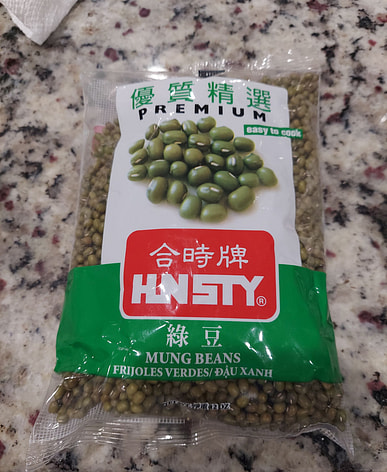 優質精選
PREMIUM
easy to cook
合時牌
HONSTY®
綠豆
MUNG BEANS
FRIJOLES VERDES/ĐẬU XANH